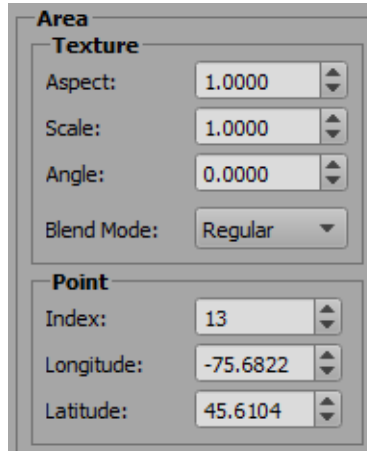 Area
Texture
Aspect: 1.0000
Scale: 1.0000
Angle: 0.0000
Blend Mode: Regular
Point
Index: 13
Longitude: -75.6822
Latitude: 45.6104